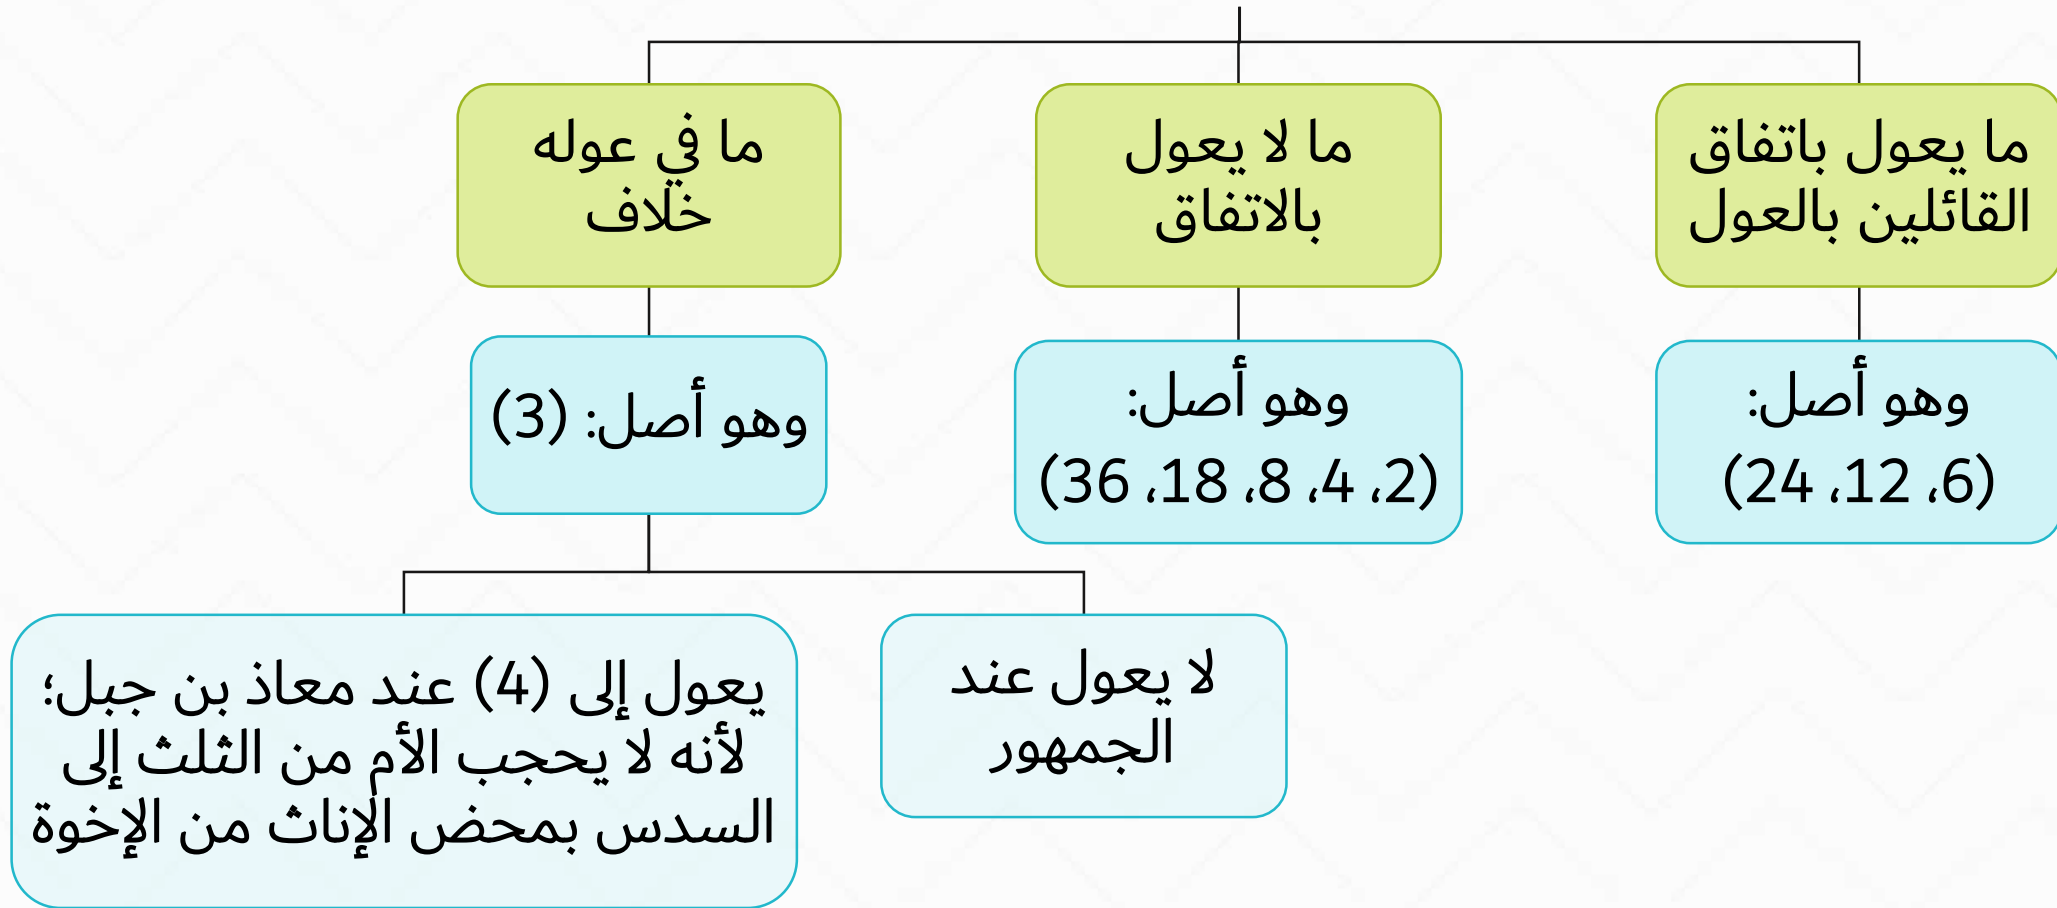 ما يعول باتفاق
القائلين بالعول
ما لا يعول
بالاتفاق
ما في عوله
خلاف
وهو أصل:
(6، 12، 24)
وهو أصل:
(2، 4، 8، 18، 36)
وهو أصل: (3)
لا يعول عند
الجمهور
يعول إلى (4) عند معاذ بن جبل؛
لأنه لا يحجب الأم من الثلث إلى
السدس بمحض الإناث من الإخوة